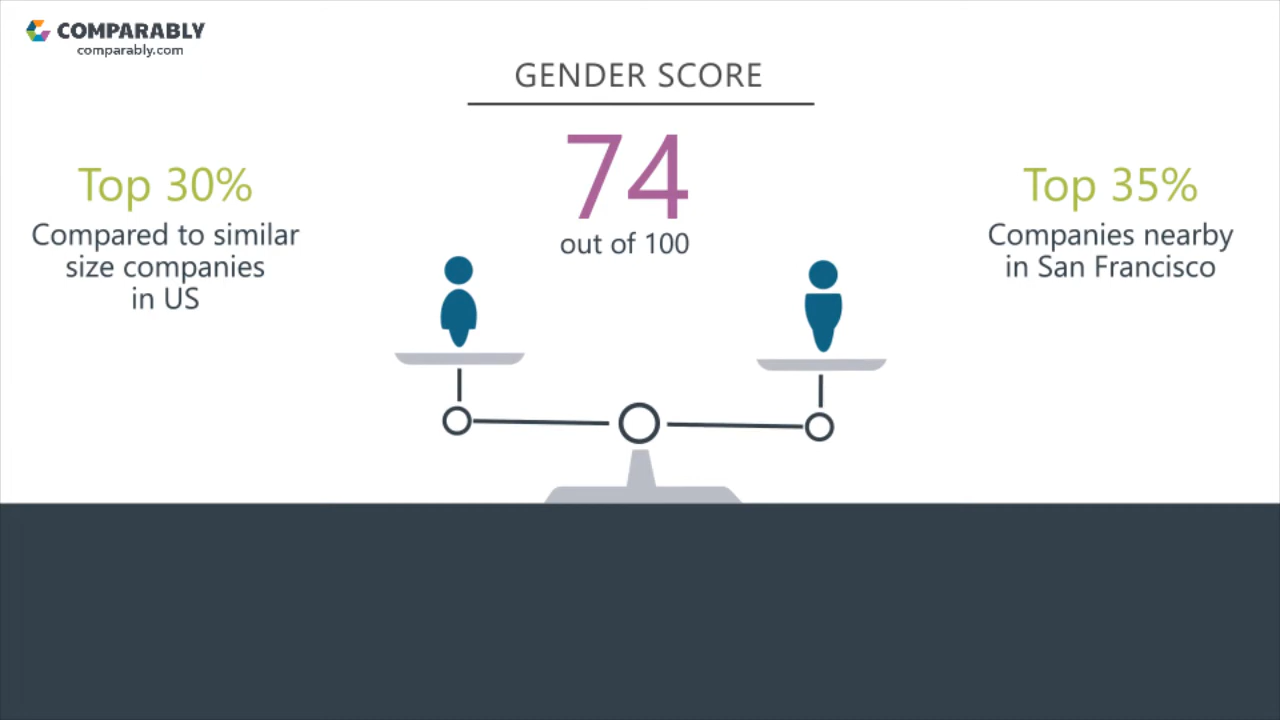 COMPARABLY
comparably.com
GENDER SCORE
74
out of 100
Top 30%
Compared to similar
size companies
in US
Top 35%
Companies nearby
in San Francisco